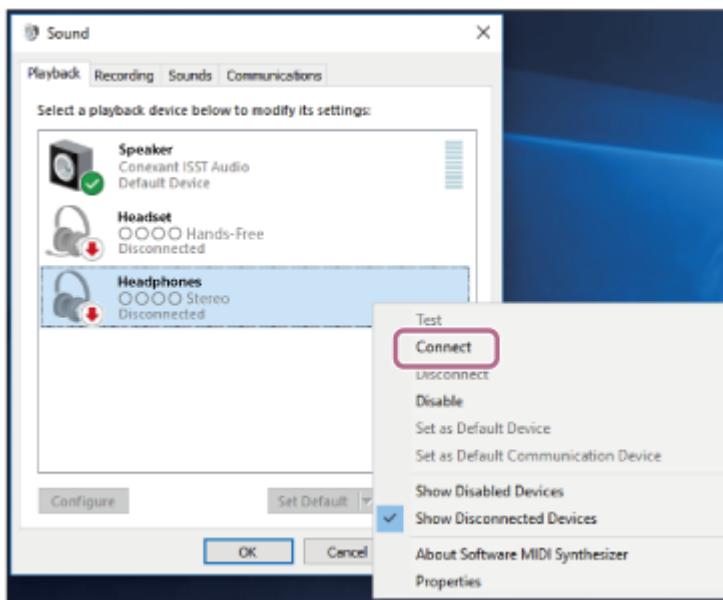 Sound
Playback Recording Sounds Communications
Select a playback device below to modify its settings:
Speaker
Conexant ISST Audio
Default Device
Headset
○○○○ Hands-Free
Disconnected
Headphones
○○○○ Stereo
Disconnected
Test
Connect
Disconnect
Disable
Set as Default Device
Set as Default Communication Device
Show Disabled Devices
Show Disconnected Devices
About Software MIDI Synthesizer
Properties
Configure
Set Default
OK
Cancel